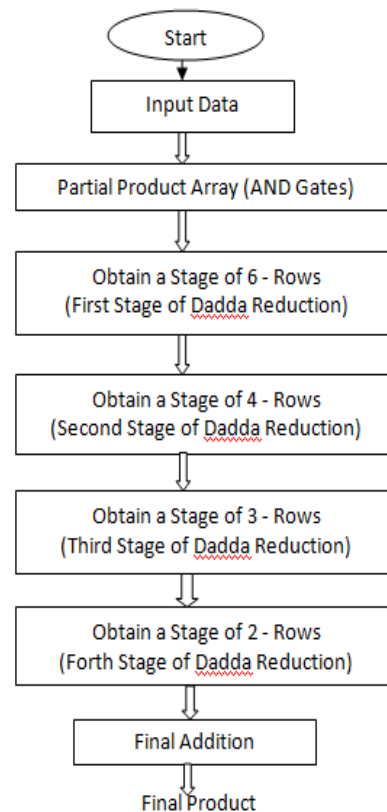 Start
Input Data
Partial Product Array (AND Gates)
Obtain a Stage of 6 - Rows
(First Stage of Dadda Reduction)
Obtain a Stage of 4 - Rows
(Second Stage of Dadda Reduction)
Obtain a Stage of 3 - Rows
(Third Stage of Dadda Reduction)
Obtain a Stage of 2 - Rows
(Forth Stage of Dadda Reduction)
Final Addition
Final Product